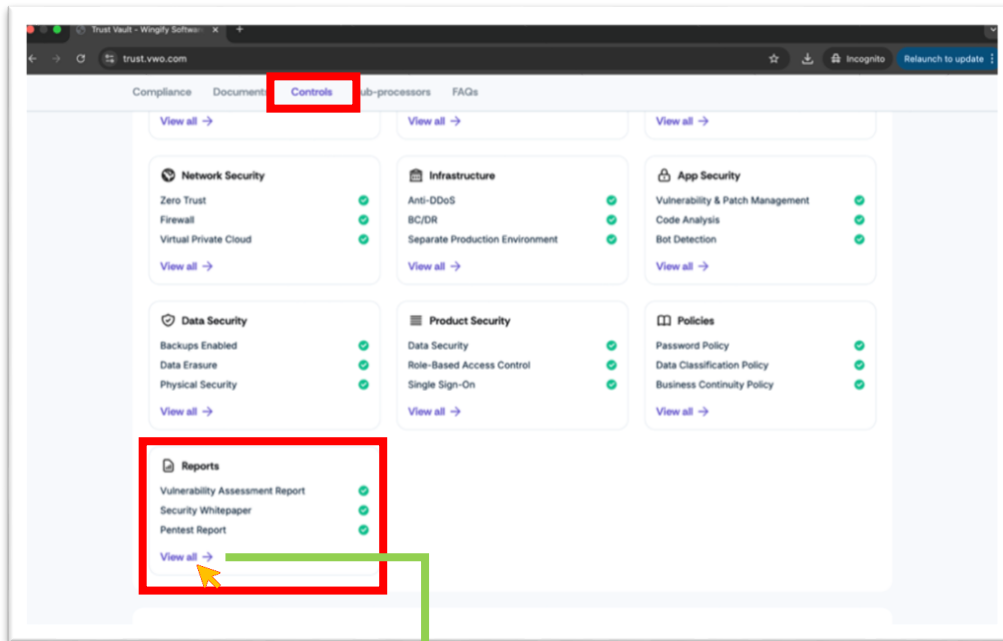 Trust Vault - Wingify Softwar
trust.vwo.com
Incognito
Relaunch to update
Compliance Documents Controls ub-processors FAQs
View all → View all → View all →
Network Security
Zero Trust
Firewall
Virtual Private Cloud
View all →
Infrastructure
Anti-DDoS
BC/DR
Separate Production Environment
View all →
App Security
Vulnerability & Patch Management
Code Analysis
Bot Detection
View all →
Data Security
Backups Enabled
Data Erasure
Physical Security
View all →
Product Security
Data Security
Role-Based Access Control
Single Sign-On
View all →
Policies
Password Policy
Data Classification Policy
Business Continuity Policy
View all →
Reports
Vulnerability Assessment Report
Security Whitepaper
Pentest Report
View all →